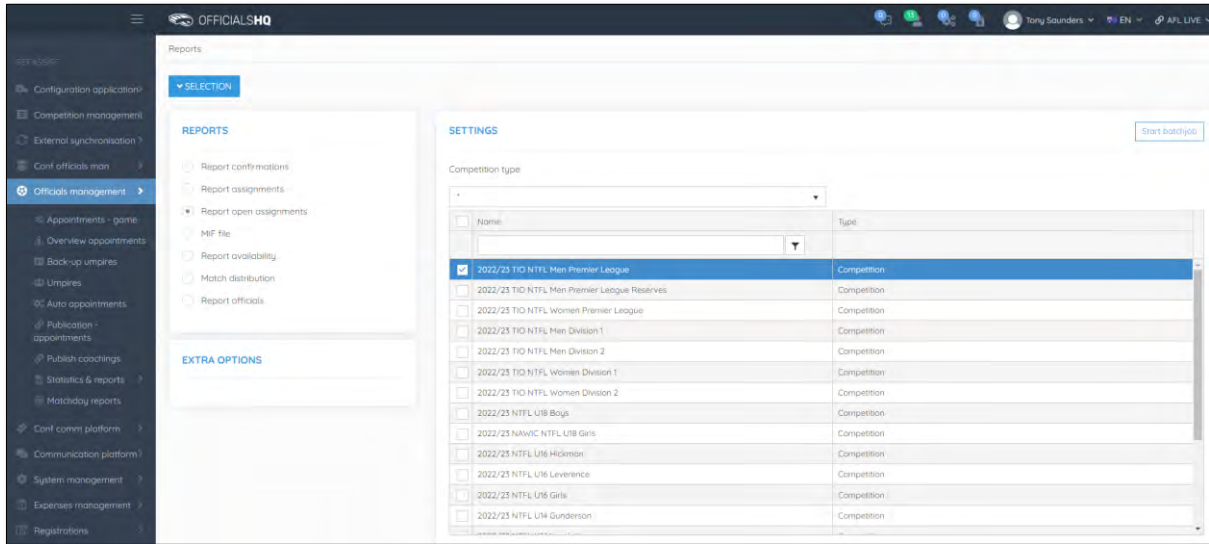 OFFICIALSHQ
Tony Saunders
EN
AFL LIVE
REF ASSIST
Configuration application
Competition management
External synchronisation
Conf officials man
Officials management
Appointments - game
Overview appointments
Back-up umpires
Umpires
Auto appointments
Publication -
appointments
Publish coachings
Statistics & reports
Matchday reports
Conf comm platform
Communication platform
System management
Expenses management
Registrations
Reports
SELECTION
REPORTS
Report confirmations
Report assignments
Report open assignments
MIF file
Report availability
Match distribution
Report officials
EXTRA OPTIONS
SETTINGS
Start batchjob
Competition type
Name Type
2022/23 TIO NTFL Men Premier League Competition
2022/23 TIO NTFL Men Premier League Reserves Competition
2022/23 TIO NTFL Women Premier League Competition
2022/23 TIO NTFL Men Division 1 Competition
2022/23 TIO NTFL Men Division 2 Competition
2022/23 TIO NTFL Women Division 1 Competition
2022/23 TIO NTFL Women Division 2 Competition
2022/23 NTFL U18 Boys Competition
2022/23 NAWIC NTFL U18 Girls Competition
2022/23 NTFL U16 Hickman Competition
2022/23 NTFL U16 Leverence Competition
2022/23 NTFL U16 Girls Competition
2022/23 NTFL U14 Gunderson Competition